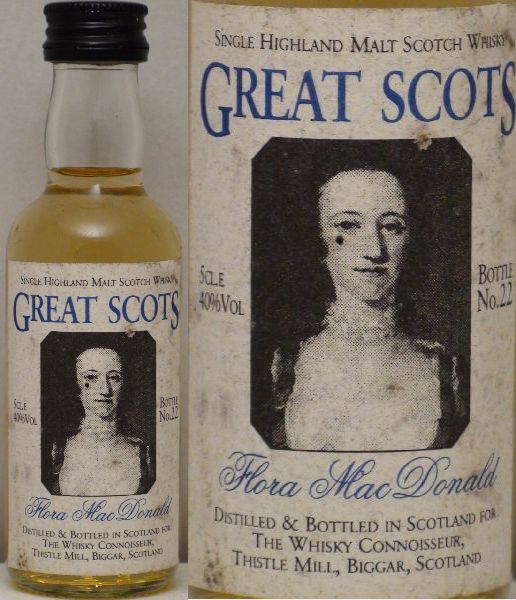 Single Highland Malt Scotch Whisky
Great Scots
5cle
40%Vol
Bottle
No.22
Flora MacDonald
Distilled & Bottled in Scotland for
The Whisky Connoisseur,
Thistle Mill, Biggar, Scotland
Single Highland Malt Scotch Whisky
Great Scots
5cle
40%Vol
Bottle
No.22
Flora MacDonald
Distilled & Bottled in Scotland for
The Whisky Connoisseur,
Thistle Mill, Biggar, Scotland